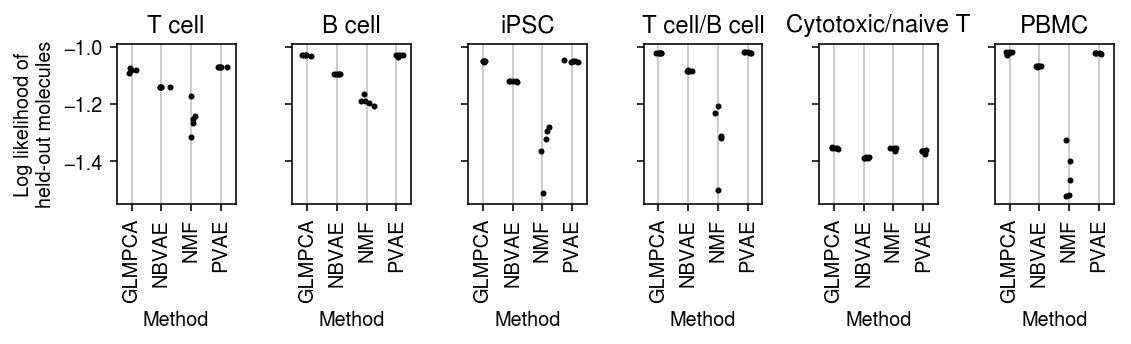 T cell
B cell
iPSC
T cell/B cell
Cytotoxic/naive T
PBMC
Log likelihood of
held-out molecules
−1.0
−1.2
−1.4
GLMPCA
NBVAE
NMF
PVAE
Method
GLMPCA
NBVAE
NMF
PVAE
Method
GLMPCA
NBVAE
NMF
PVAE
Method
GLMPCA
NBVAE
NMF
PVAE
Method
GLMPCA
NBVAE
NMF
PVAE
Method
GLMPCA
NBVAE
NMF
PVAE
Method